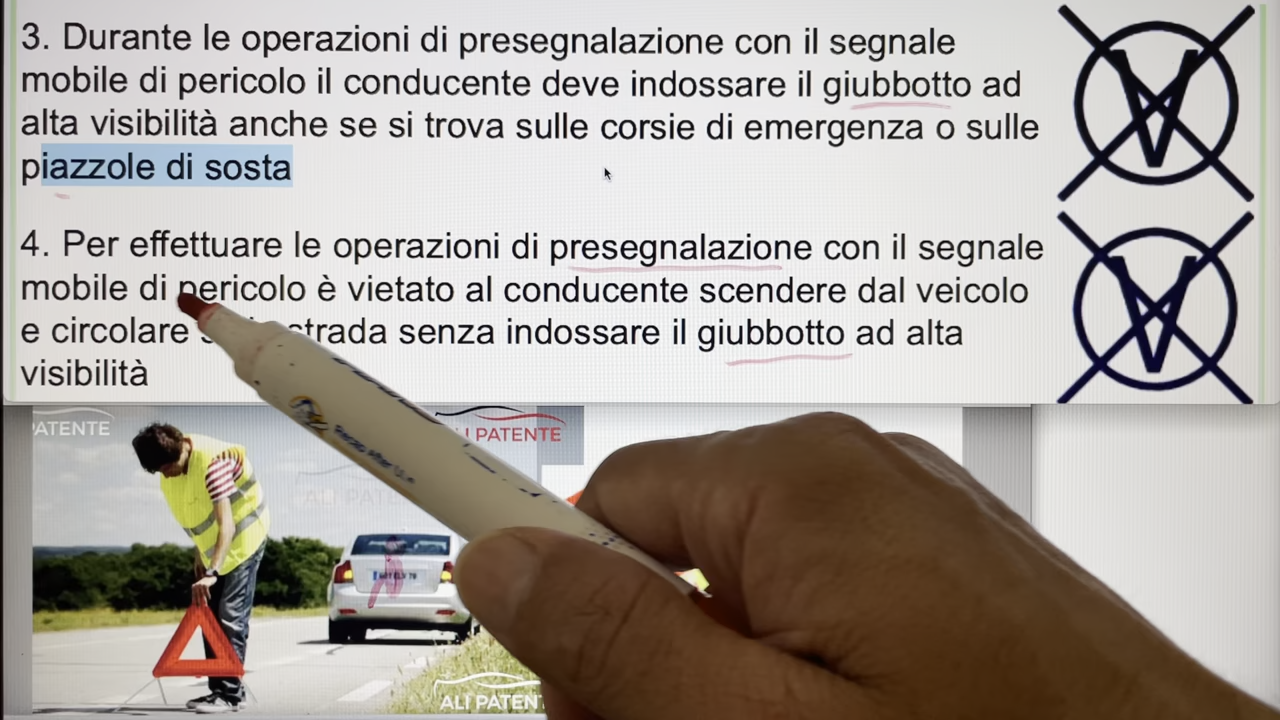 3. Durante le operazioni di presegnalazione con il segnale
mobile di pericolo il conducente deve indossare il giubbotto ad
alta visibilità anche se si trova sulle corsie di emergenza o sulle
piazzole di sosta
V
4. Per effettuare le operazioni di presegnalazione con il segnale
mobile di pericolo è vietato al conducente scendere dal veicolo
e circolare strada senza indossare il giubbotto ad alta
visibilità
V
PATENTE
ALI PATENTE
ALI PATENTE
ALI PATENT